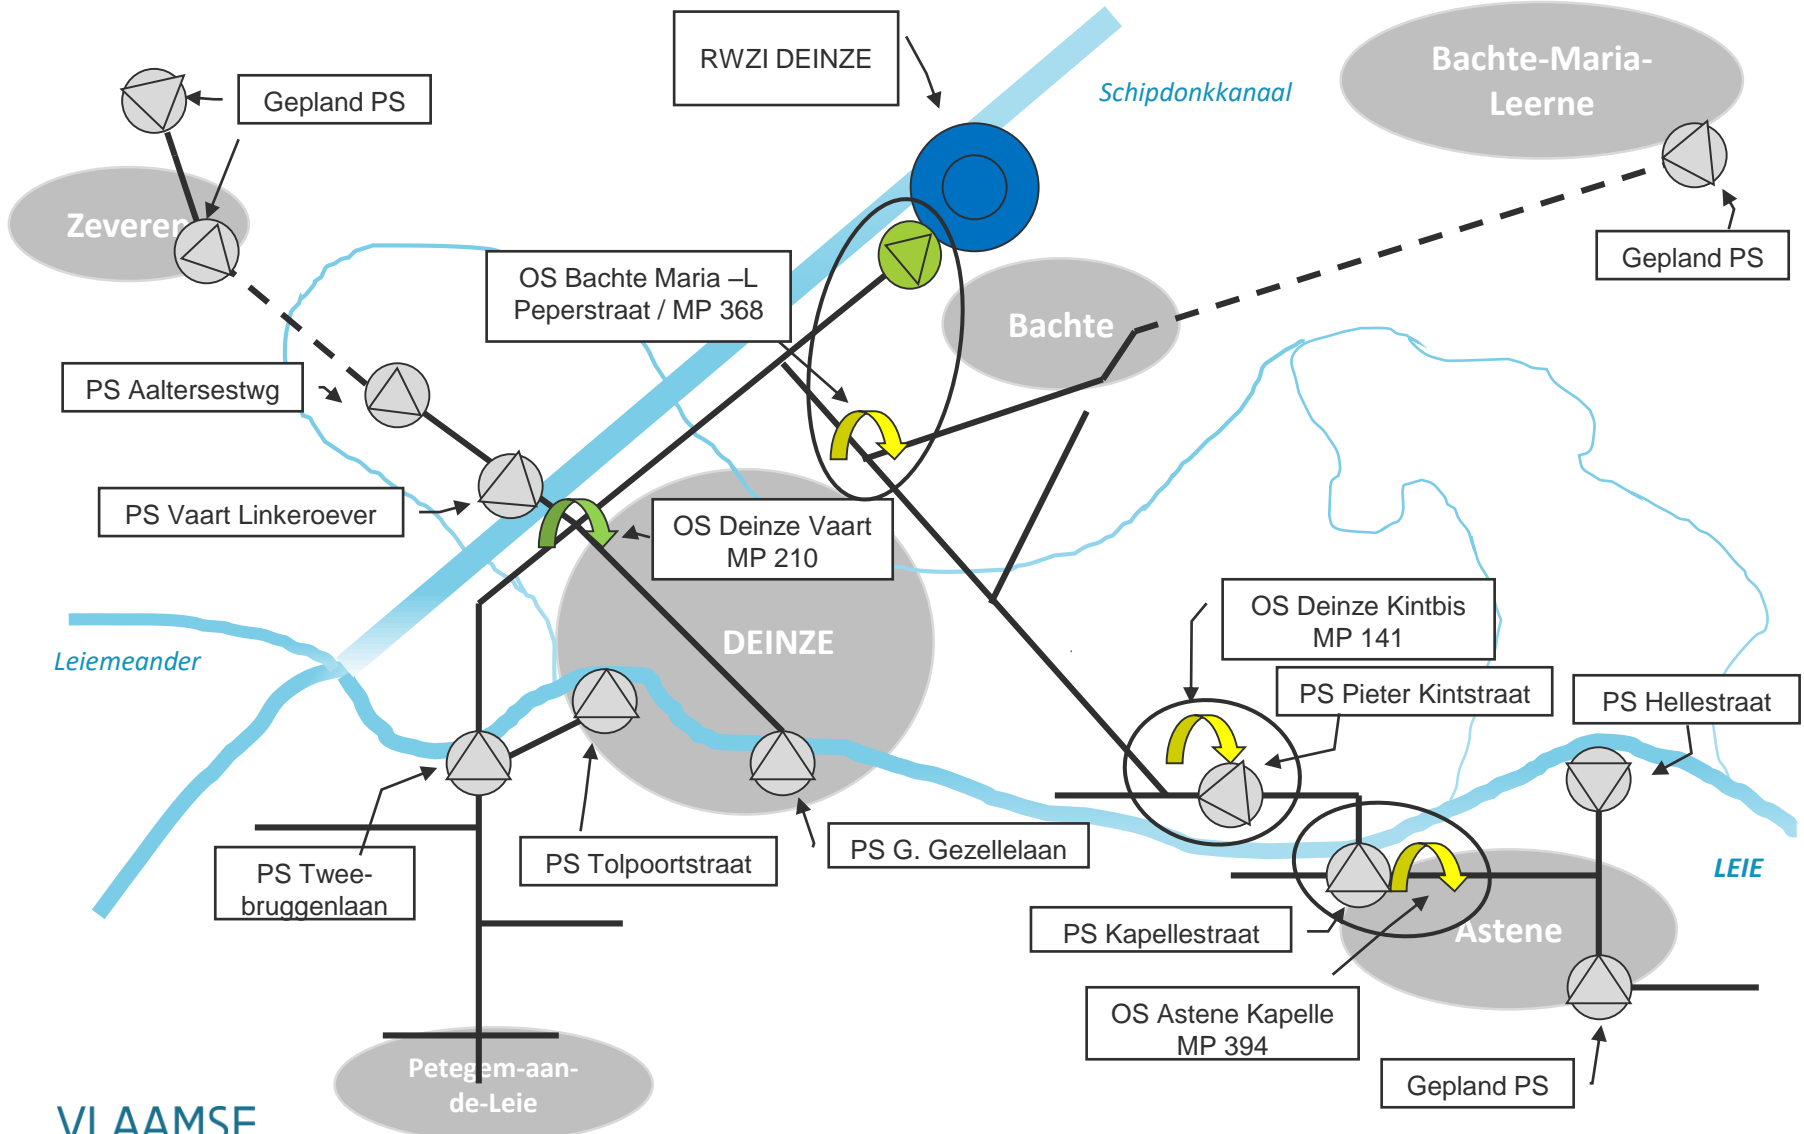 RWZI DEINZE
Schipdonkkanaal
Bachte-Maria-
Leerne
Gepland PS
Zeveren
Gepland PS
OS Bachte Maria –L
Peperstraat / MP 368
Bachte
PS Aaltersestwg
PS Vaart Linkeroever
OS Deinze Vaart
MP 210
DEINZE
OS Deinze Kintbis
MP 141
Leiemeander
PS Pieter Kintstraat
PS Hellestraat
PS Twee-
bruggenlaan
PS Tolpoortstraat
PS G. Gezellelaan
LEIE
PS Kapellestraat
Astene
OS Astene Kapelle
MP 394
Gepland PS
Petegem-aan-
de-Leie
VLAAMSE